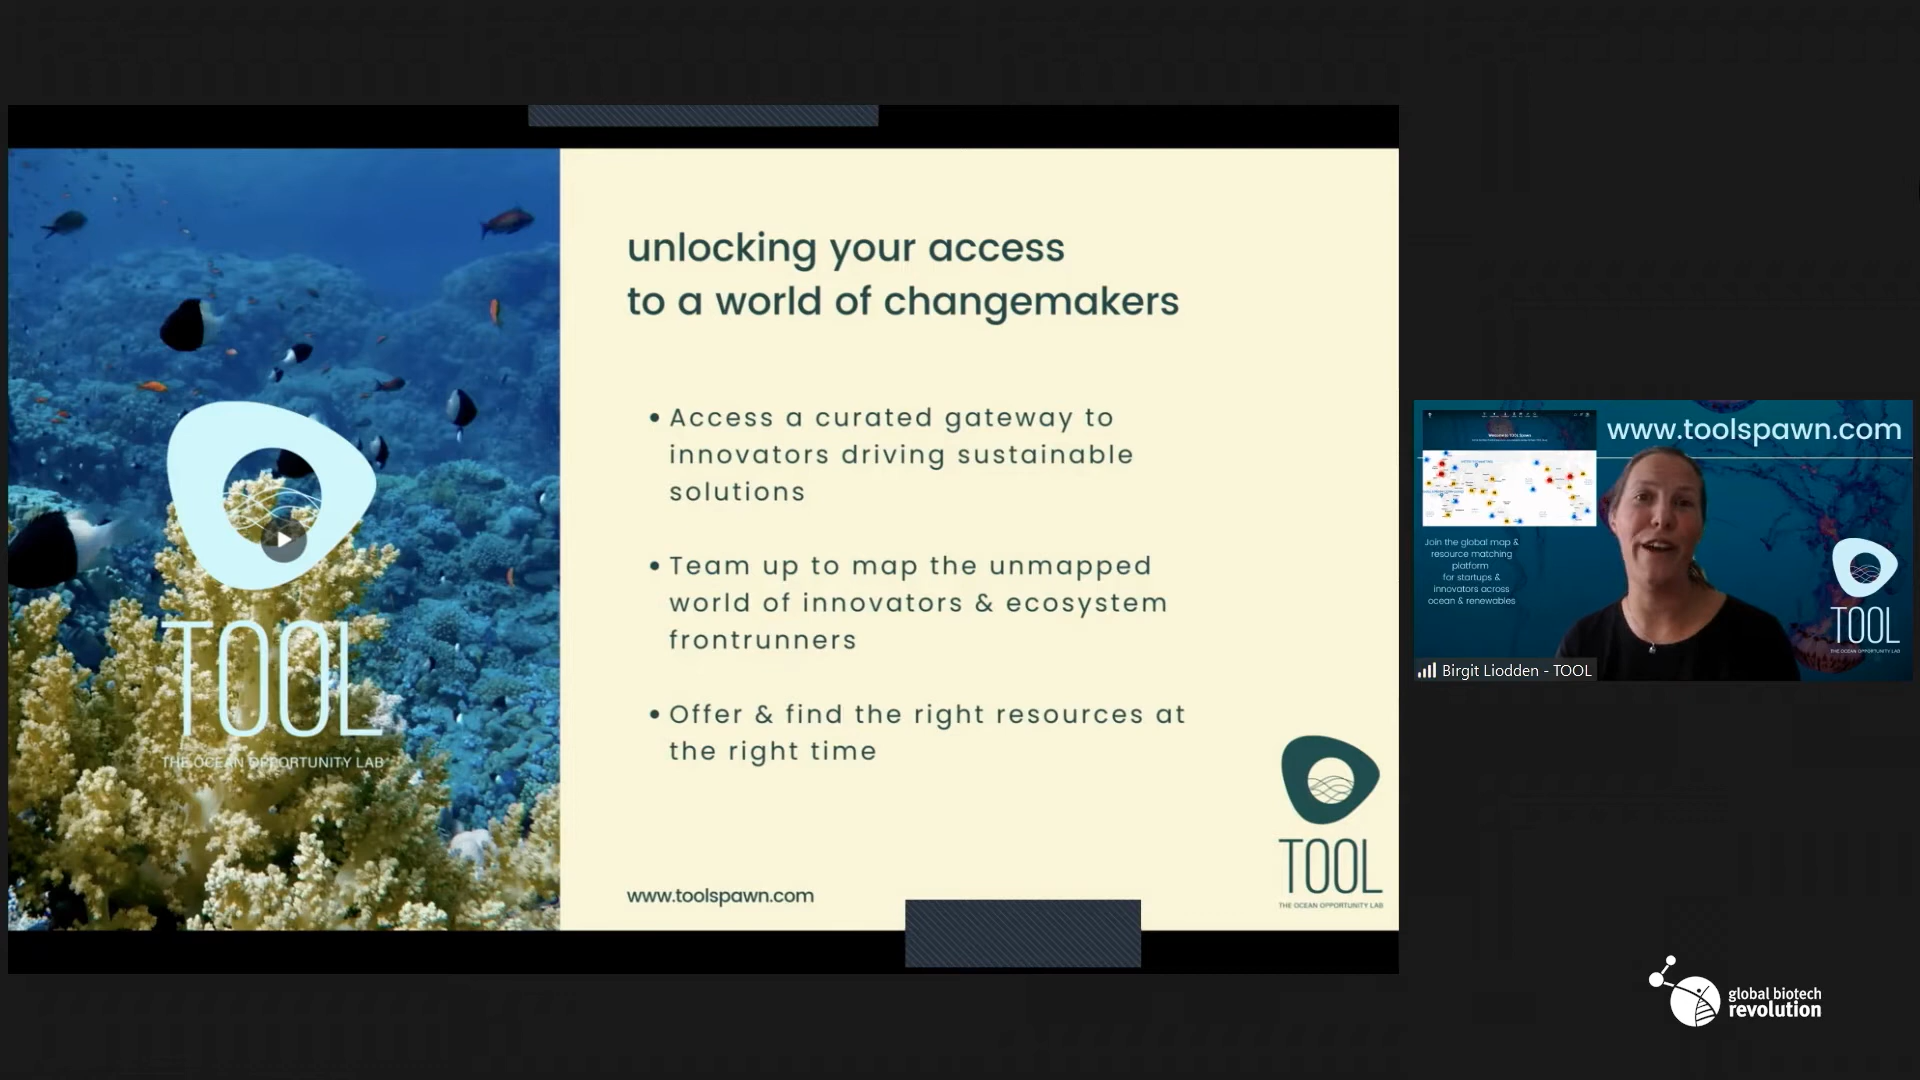 unlocking your access
to a world of changemakers
• Access a curated gateway to
innovators driving sustainable
solutions
• Team up to map the unmapped
world of innovators & ecosystem
frontrunners
• Offer & find the right resources at
the right time
www.toolspawn.com
TOOL
THE OCEAN OPPORTUNITY LAB
TOOL
THE OCEAN OPPORTUNITY LAB
www.toolspawn.com
Join the global map &
resource matching
platform
for startups &
innovators across
ocean & renewables
TOOL
THE OCEAN OPPORTUNITY LAB
Birgit Liodden - TOOL
global biotech
revolution